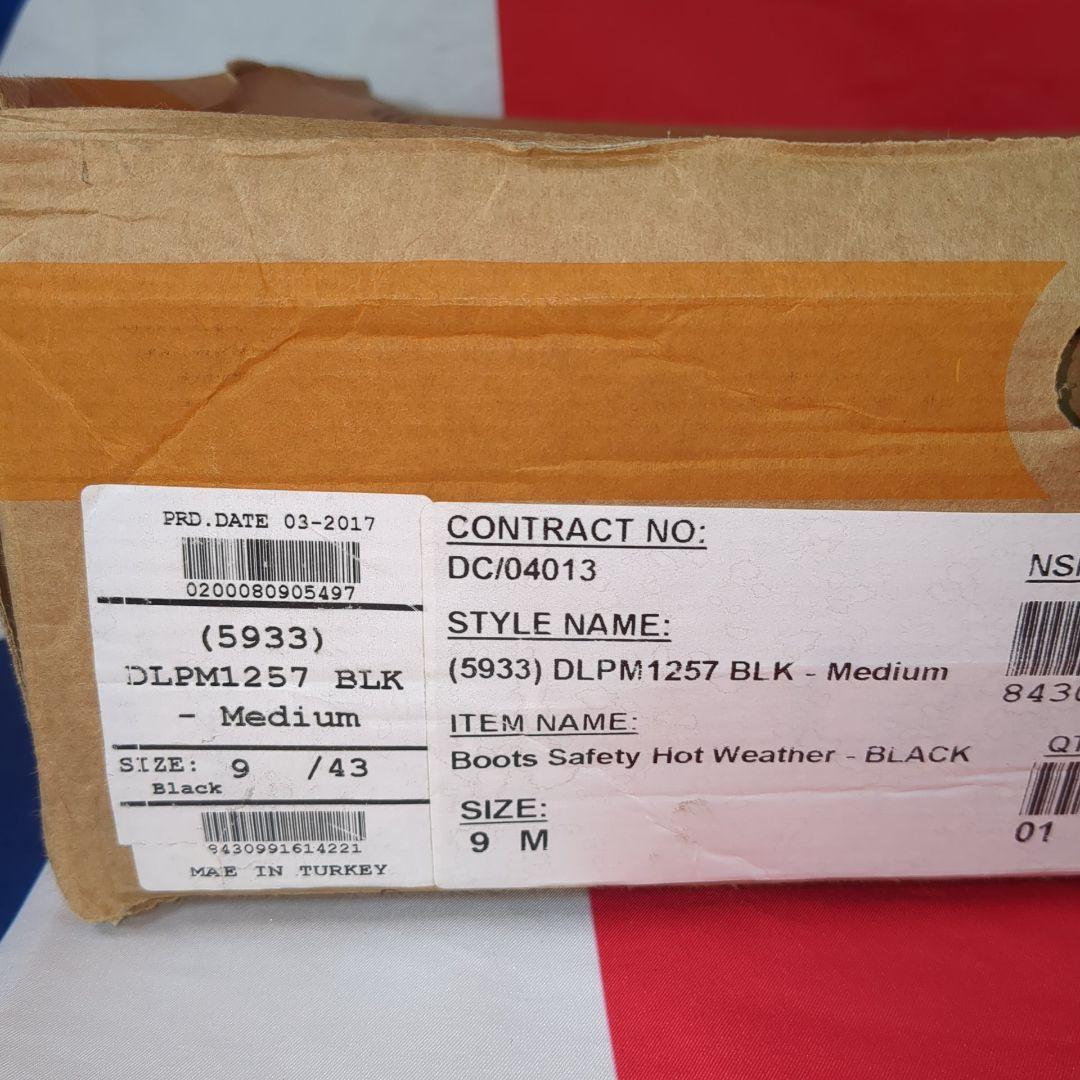 PRD.DATE 03-2017
0200080905497
(5933)
DLPM1257 BLK
- Medium
SIZE: 9 /43
Black
8430991614221
MAE IN TURKEY
CONTRACT NO:
DC/04013
STYLE NAME:
(5933) DLPM1257 BLK - Medium
ITEM NAME:
Boots Safety Hot Weather - BLACK
SIZE:
9 M
QT
01